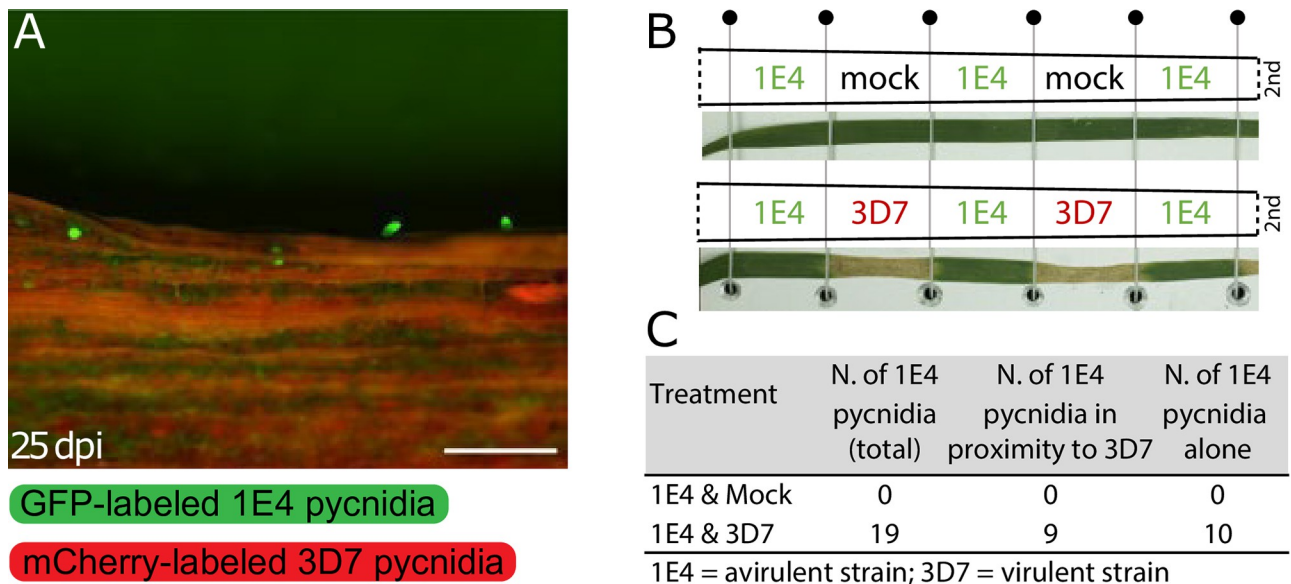 A
25 dpi
GFP-labeled 1E4 pycnidia
mCherry-labeled 3D7 pycnidia
B
1E4 mock 1E4 mock 1E4
2nd
1E4 3D7 1E4 3D7 1E4
2nd
C
Treatment
N. of 1E4
pycnidia
(total)
N. of 1E4
pycnidia in
proximity to 3D7
N. of 1E4
pycnidia
alone
1E4 & Mock 0 0 0
1E4 & 3D7 19 9 10
1E4 = avirulent strain; 3D7 = virulent strain